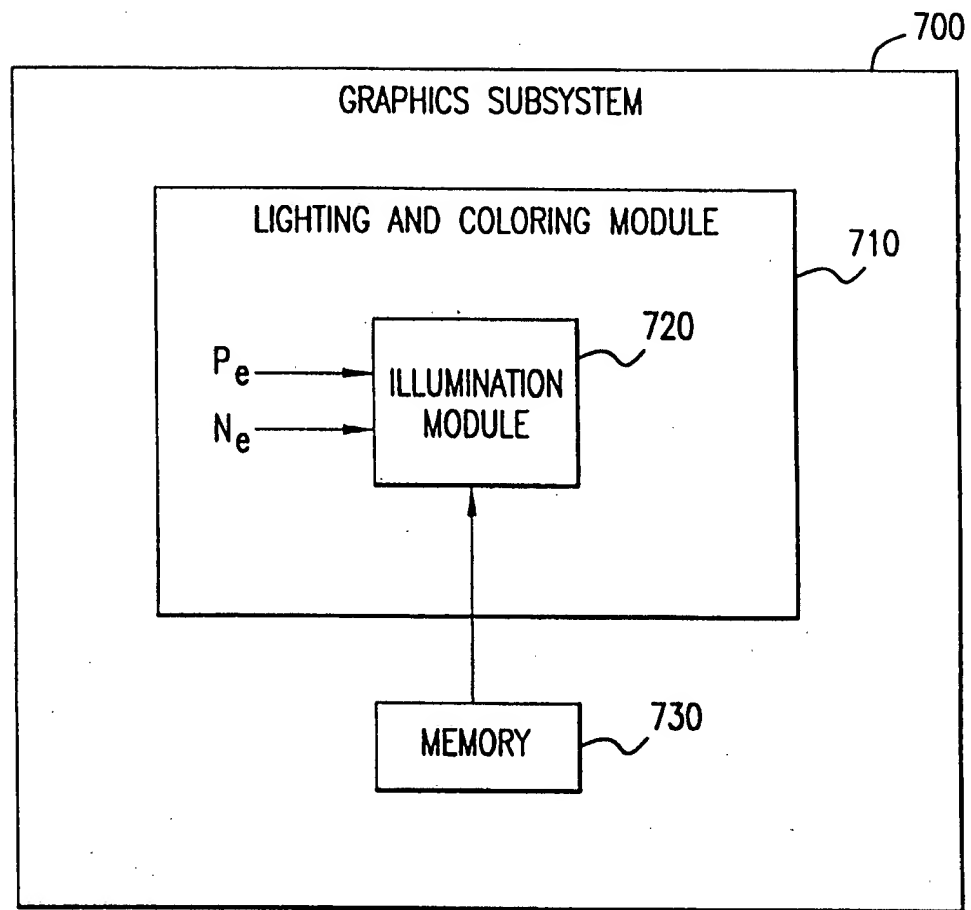 700
GRAPHICS SUBSYSTEM
LIGHTING AND COLORING MODULE
710
720
Pe
ILLUMINATION
MODULE
Ne
730
MEMORY